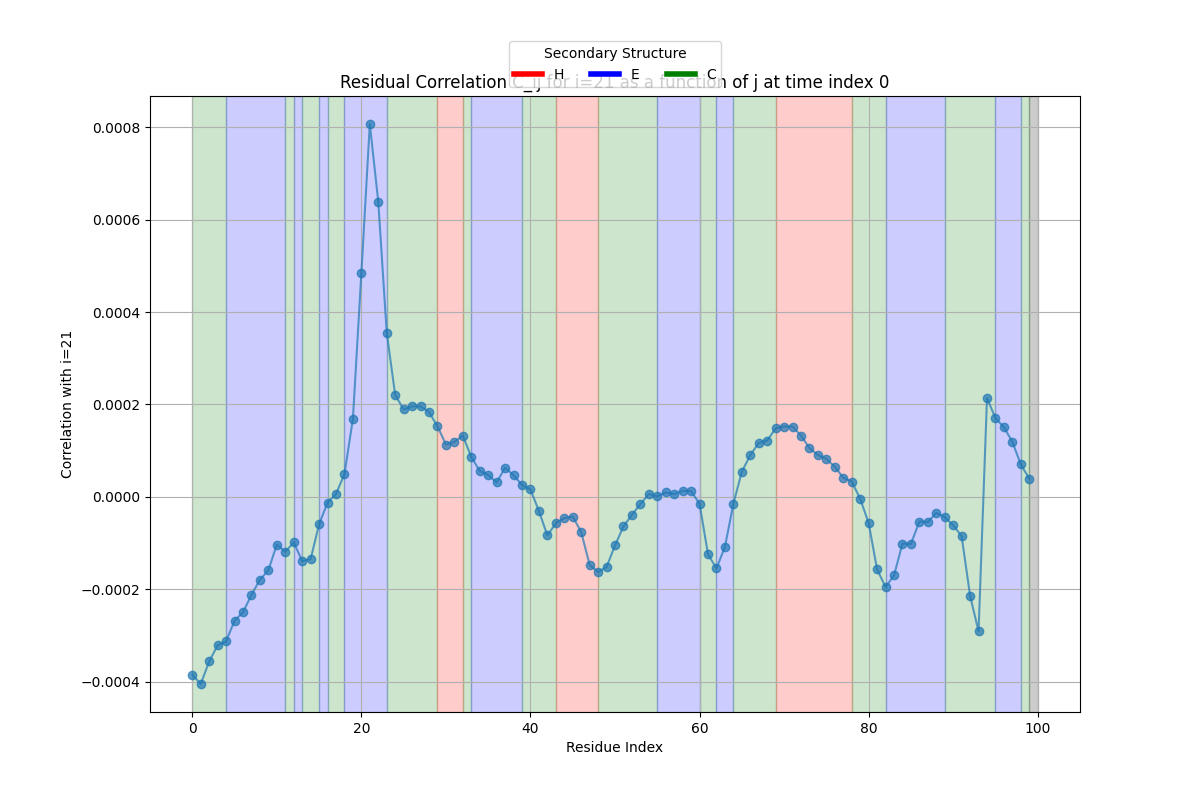 Secondary Structure
H E C
Residual Correlation C_ij for i=21 as a function of j at time index 0
0.0008
0.0006
0.0004
0.0002
0.0000
−0.0002
−0.0004
Correlation with i=21
0 20 40 60 80 100
Residue Index